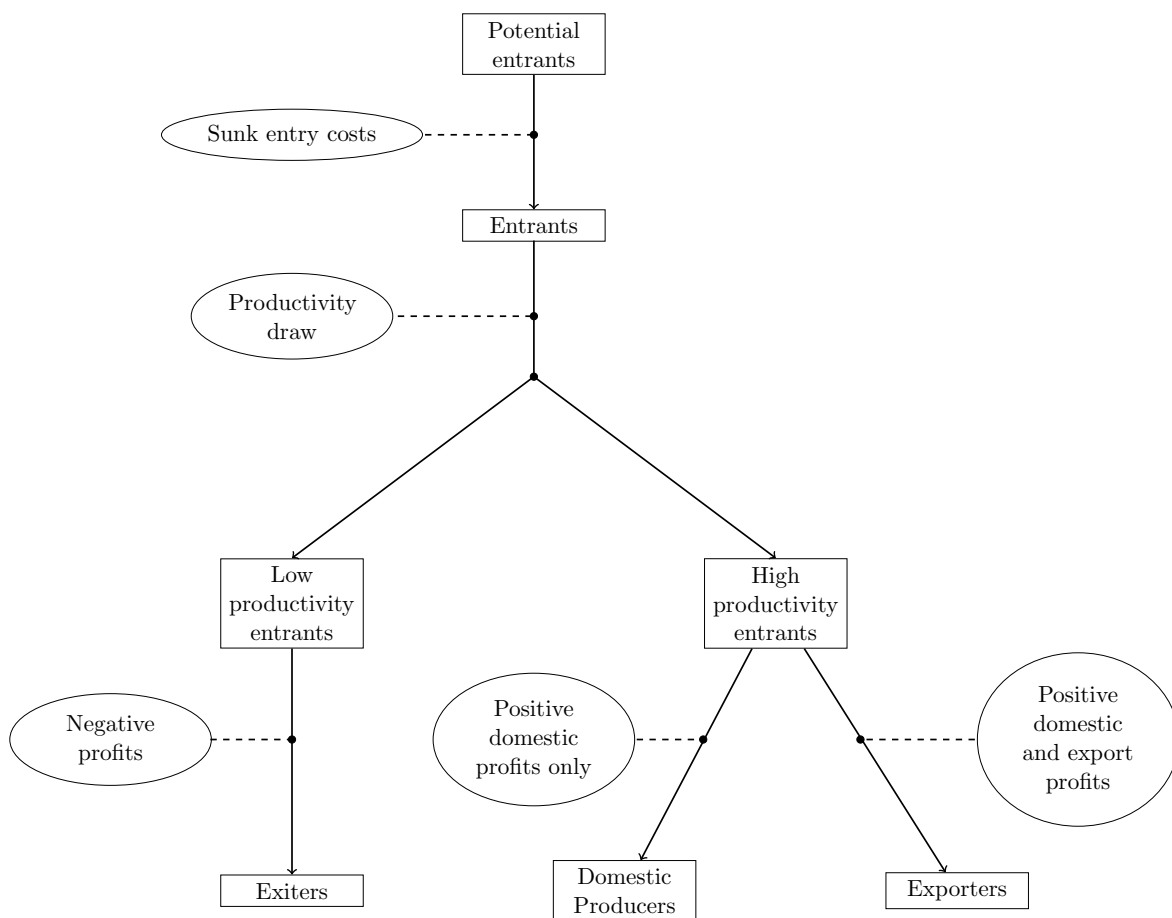 Potential
entrants
Sunk entry costs
Entrants
Productivity
draw
Low
productivity
entrants
High
productivity
entrants
Negative
profits
Positive
domestic
profits only
Positive
domestic
and export
profits
Exiters
Domestic
Producers
Exporters